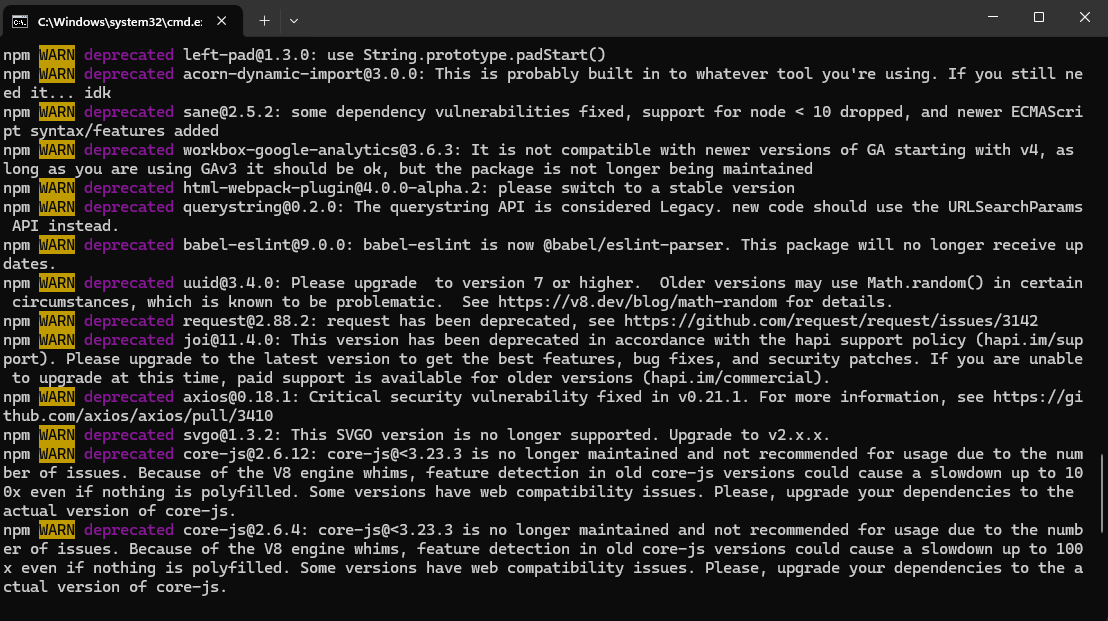 C:\Windows\system32\cmd.e:
npm WARN deprecated left-pad@1.3.0: use String.prototype.padStart()
npm WARN deprecated acorn-dynamic-import@3.0.0: This is probably built in to whatever tool you're using. If you still ne
ed it... idk
npm WARN deprecated sane@2.5.2: some dependency vulnerabilities fixed, support for node < 10 dropped, and newer ECMAScri
pt syntax/features added
npm WARN deprecated workbox-google-analytics@3.6.3: It is not compatible with newer versions of GA starting with v4, as
long as you are using GAv3 it should be ok, but the package is not longer being maintained
npm WARN deprecated html-webpack-plugin@4.0.0-alpha.2: please switch to a stable version
npm WARN deprecated querystring@0.2.0: The querystring API is considered Legacy. new code should use the URLSearchParams
 API instead.
npm WARN deprecated babel-eslint@9.0.0: babel-eslint is now @babel/eslint-parser. This package will no longer receive up
dates.
npm WARN deprecated uuid@3.4.0: Please upgrade  to version 7 or higher.  Older versions may use Math.random() in certain
 circumstances, which is known to be problematic.  See https://v8.dev/blog/math-random for details.
npm WARN deprecated request@2.88.2: request has been deprecated, see https://github.com/request/request/issues/3142
npm WARN deprecated joi@11.4.0: This version has been deprecated in accordance with the hapi support policy (hapi.im/sup
port). Please upgrade to the latest version to get the best features, bug fixes, and security patches. If you are unable
 to upgrade at this time, paid support is available for older versions (hapi.im/commercial).
npm WARN deprecated axios@0.18.1: Critical security vulnerability fixed in v0.21.1. For more information, see https://gi
thub.com/axios/axios/pull/3410
npm WARN deprecated svgo@1.3.2: This SVGO version is no longer supported. Upgrade to v2.x.x.
npm WARN deprecated core-js@2.6.12: core-js@<3.23.3 is no longer maintained and not recommended for usage due to the num
ber of issues. Because of the V8 engine whims, feature detection in old core-js versions could cause a slowdown up to 10
0x even if nothing is polyfilled. Some versions have web compatibility issues. Please, upgrade your dependencies to the
actual version of core-js.
npm WARN deprecated core-js@2.6.4: core-js@<3.23.3 is no longer maintained and not recommended for usage due to the numb
er of issues. Because of the V8 engine whims, feature detection in old core-js versions could cause a slowdown up to 100
x even if nothing is polyfilled. Some versions have web compatibility issues. Please, upgrade your dependencies to the a
ctual version of core-js.